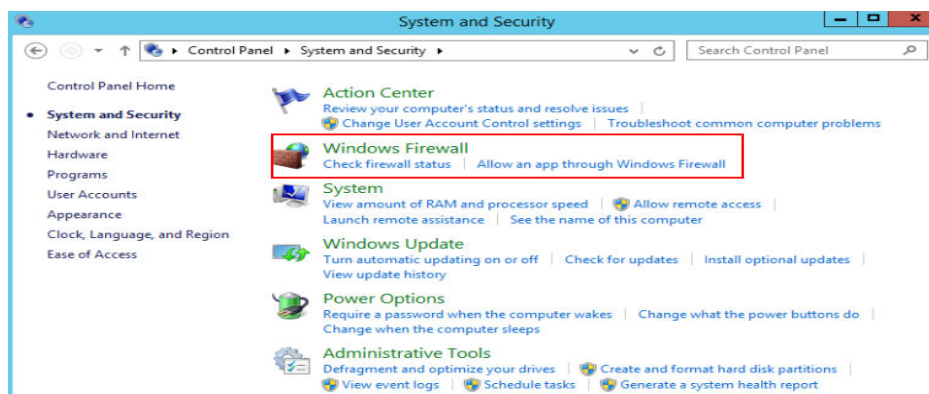 System and Security
Control Panel System and Security Search Control Panel
Control Panel Home
System and Security
Network and Internet
Hardware
Programs
User Accounts
Appearance
Clock, Language, and Region
Ease of Access
Action Center
Review your computer's status and resolve issues
Change User Account Control settings Troubleshoot common computer problems
Windows Firewall
Check firewall status Allow an app through Windows Firewall
System
View amount of RAM and processor speed Allow remote access
Launch remote assistance See the name of this computer
Windows Update
Turn automatic updating on or off Check for updates Install optional updates
View update history
Power Options
Require a password when the computer wakes Change what the power buttons do
Change when the computer sleeps
Administrative Tools
Defragment and optimize your drives Create and format hard disk partitions
View event logs Schedule tasks Generate a system health report